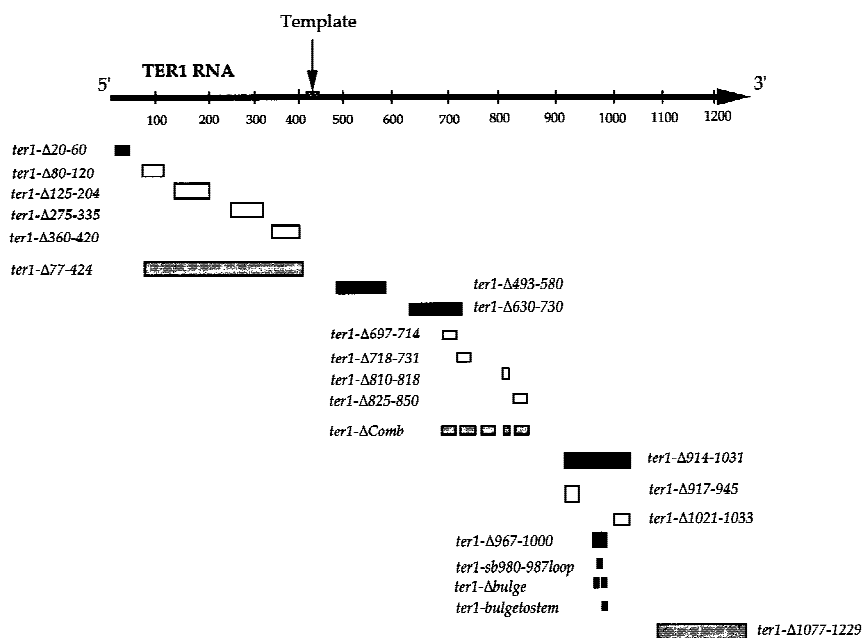 Template
TER1 RNA
5' 3'
100 200 300 400 500 600 700 800 900 1000 1100 1200
ter1-Δ20-60
ter1-Δ80-120
ter1-Δ125-204
ter1-Δ275-335
ter1-Δ360-420
ter1-Δ77-424
ter1-Δ493-580
ter1-Δ630-730
ter1-Δ697-714
ter1-Δ718-731
ter1-Δ810-818
ter1-Δ825-850
ter1-ΔComb
ter1-Δ914-1031
ter1-Δ917-945
ter1-Δ1021-1033
ter1-Δ967-1000
ter1-sb980-987loop
ter1-Δbulge
ter1-bulgetostem
ter1-Δ1077-1229